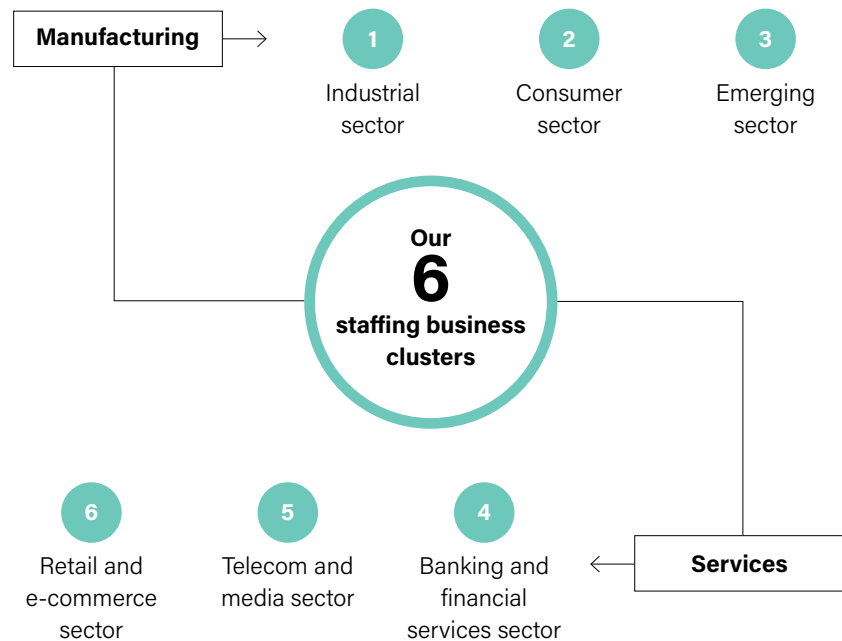 Manufacturing
1
Industrial
sector
2
Consumer
sector
3
Emerging
sector
Our
6
staffing business
clusters
6
Retail and
e-commerce
sector
5
Telecom and
media sector
4
Banking and
financial
services sector
Services